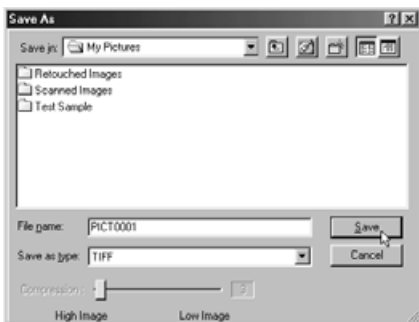 Save As
Save in: My Pictures
Retouched Images
Scanned Images
Test Sample
File name: PICT0001 Save
Save as type: TIFF Cancel
Compression: 3
High Image Low Image